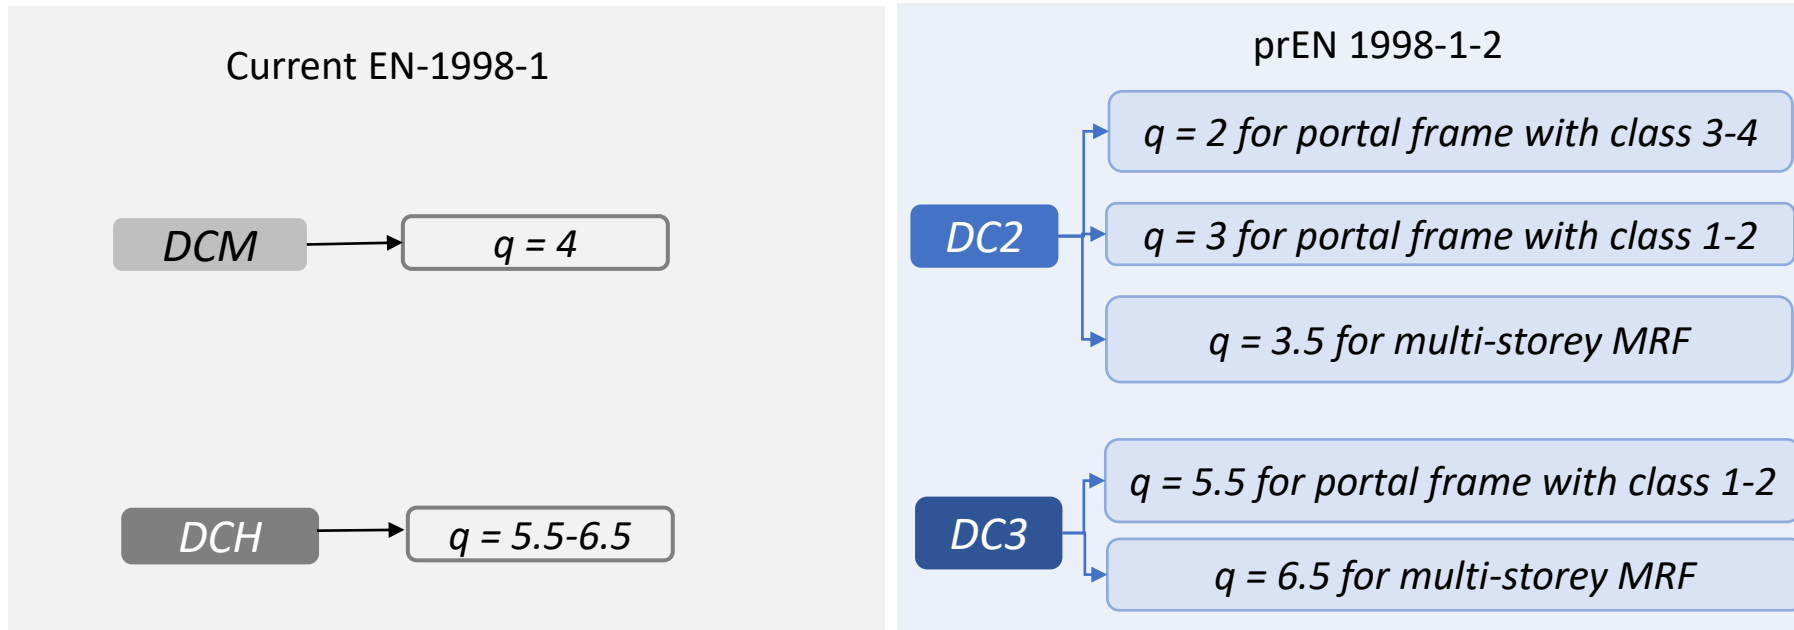 Current EN-1998-1
DCM
q = 4
DCH
q = 5.5-6.5
prEN 1998-1-2
DC2
q = 2 for portal frame with class 3-4
q = 3 for portal frame with class 1-2
q = 3.5 for multi-storey MRF
DC3
q = 5.5 for portal frame with class 1-2
q = 6.5 for multi-storey MRF